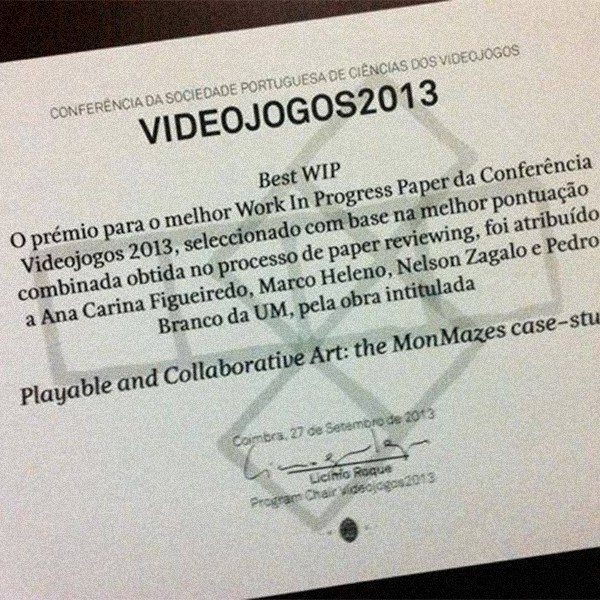 CONFERÊNCIA DA SOCIEDADE PORTUGUESA DE CIÊNCIAS DOS VIDEOJOGOS
VIDEOJOGOS2013
Best WIP
O prémio para o melhor Work In Progress Paper da Conferência
Videojogos 2013, seleccionado com base na melhor pontuação
combinada obtida no processo de paper reviewing, foi atribuído
a Ana Carina Figueiredo, Marco Heleno, Nelson Zagalo e Pedro
Branco da UM, pela obra intitulada
Playable and Collaborative Art: the MonMazes case-stu
Coimbra, 27 de Setembro de 2013
Licínio Roque
Program Chair Videojogos2013